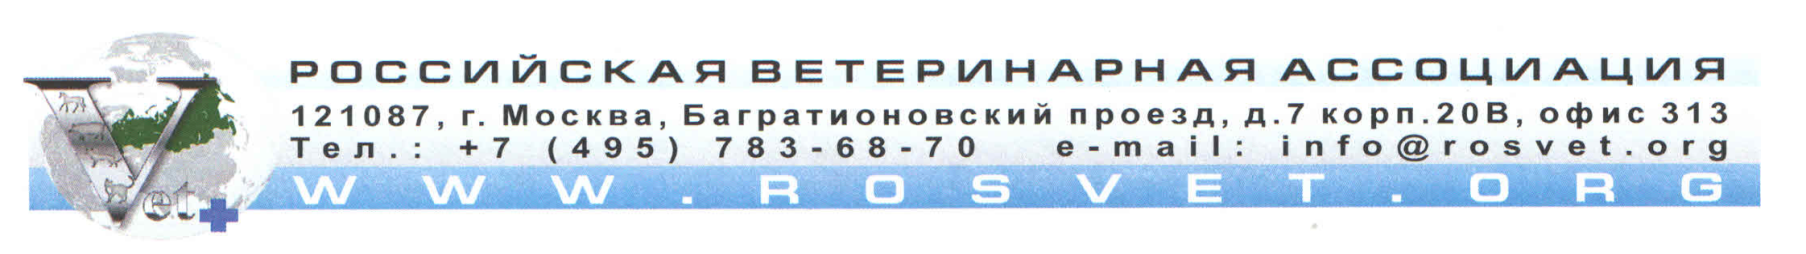 РОССИЙСКАЯ ВЕТЕРИНАРНАЯ АССОЦИАЦИЯ
121087, г. Москва, Багратионовский проезд, д.7 корп.20В, офис 313
Тел.: +7 (495) 783-68-70 e-mail: info@rosvet.org
Vet+
WWW.ROSVET.ORG